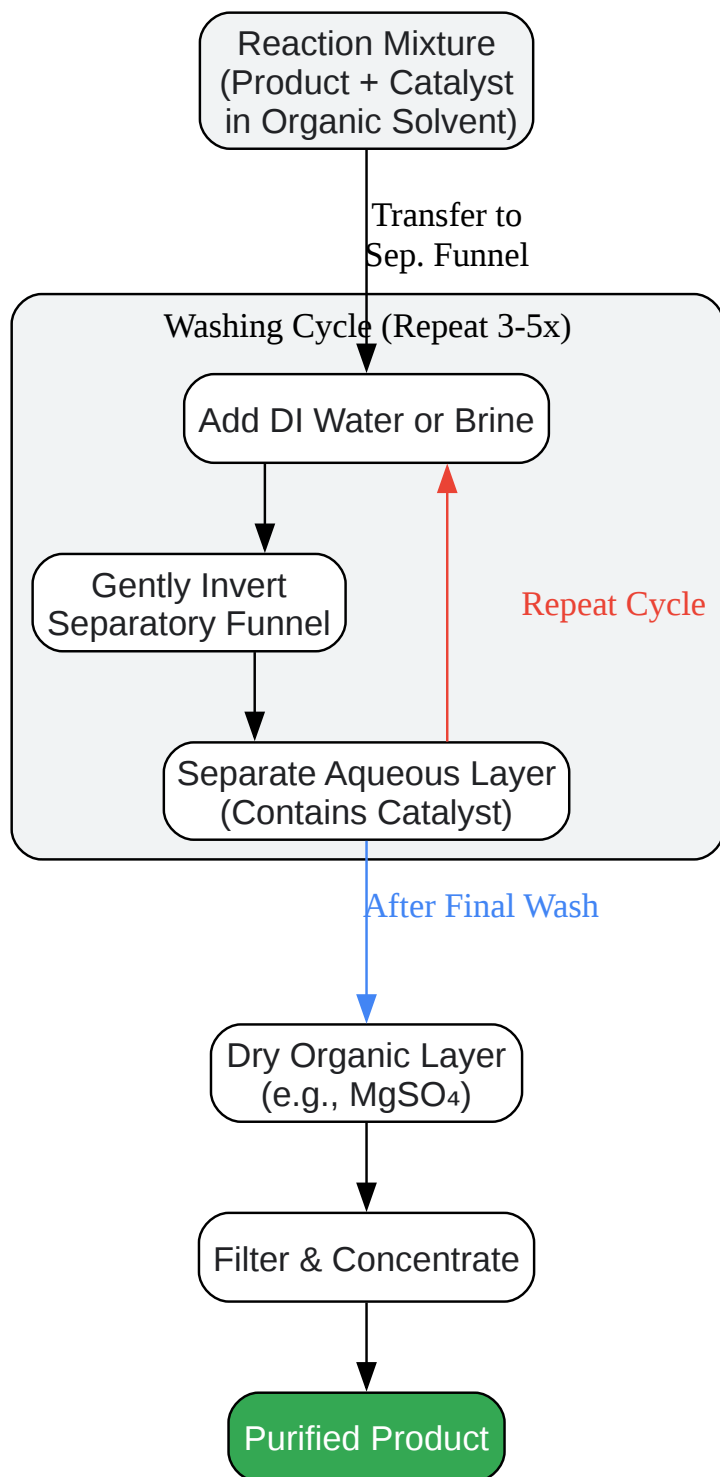 Reaction Mixture
(Product + Catalyst
in Organic Solvent)
Transfer to
Sep. Funnel
Washing Cycle (Repeat 3-5x)
Add DI Water or Brine
Gently Invert
Separatory Funnel
Repeat Cycle
Separate Aqueous Layer
(Contains Catalyst)
After Final Wash
Dry Organic Layer
(e.g., MgSO₄)
Filter & Concentrate
Purified Product